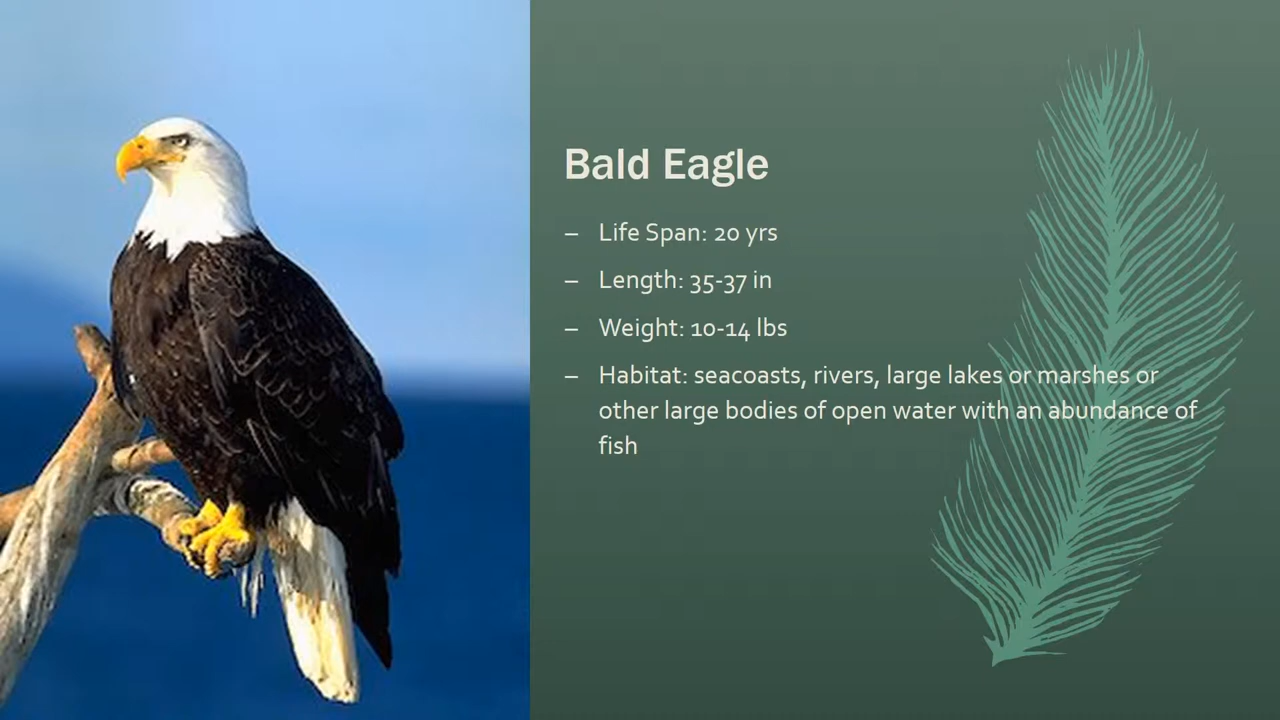 Bald Eagle
– Life Span: 20 yrs
– Length: 35-37 in
– Weight: 10-14 lbs
– Habitat: seacoasts, rivers, large lakes or marshes or
other large bodies of open water with an abundance of
fish